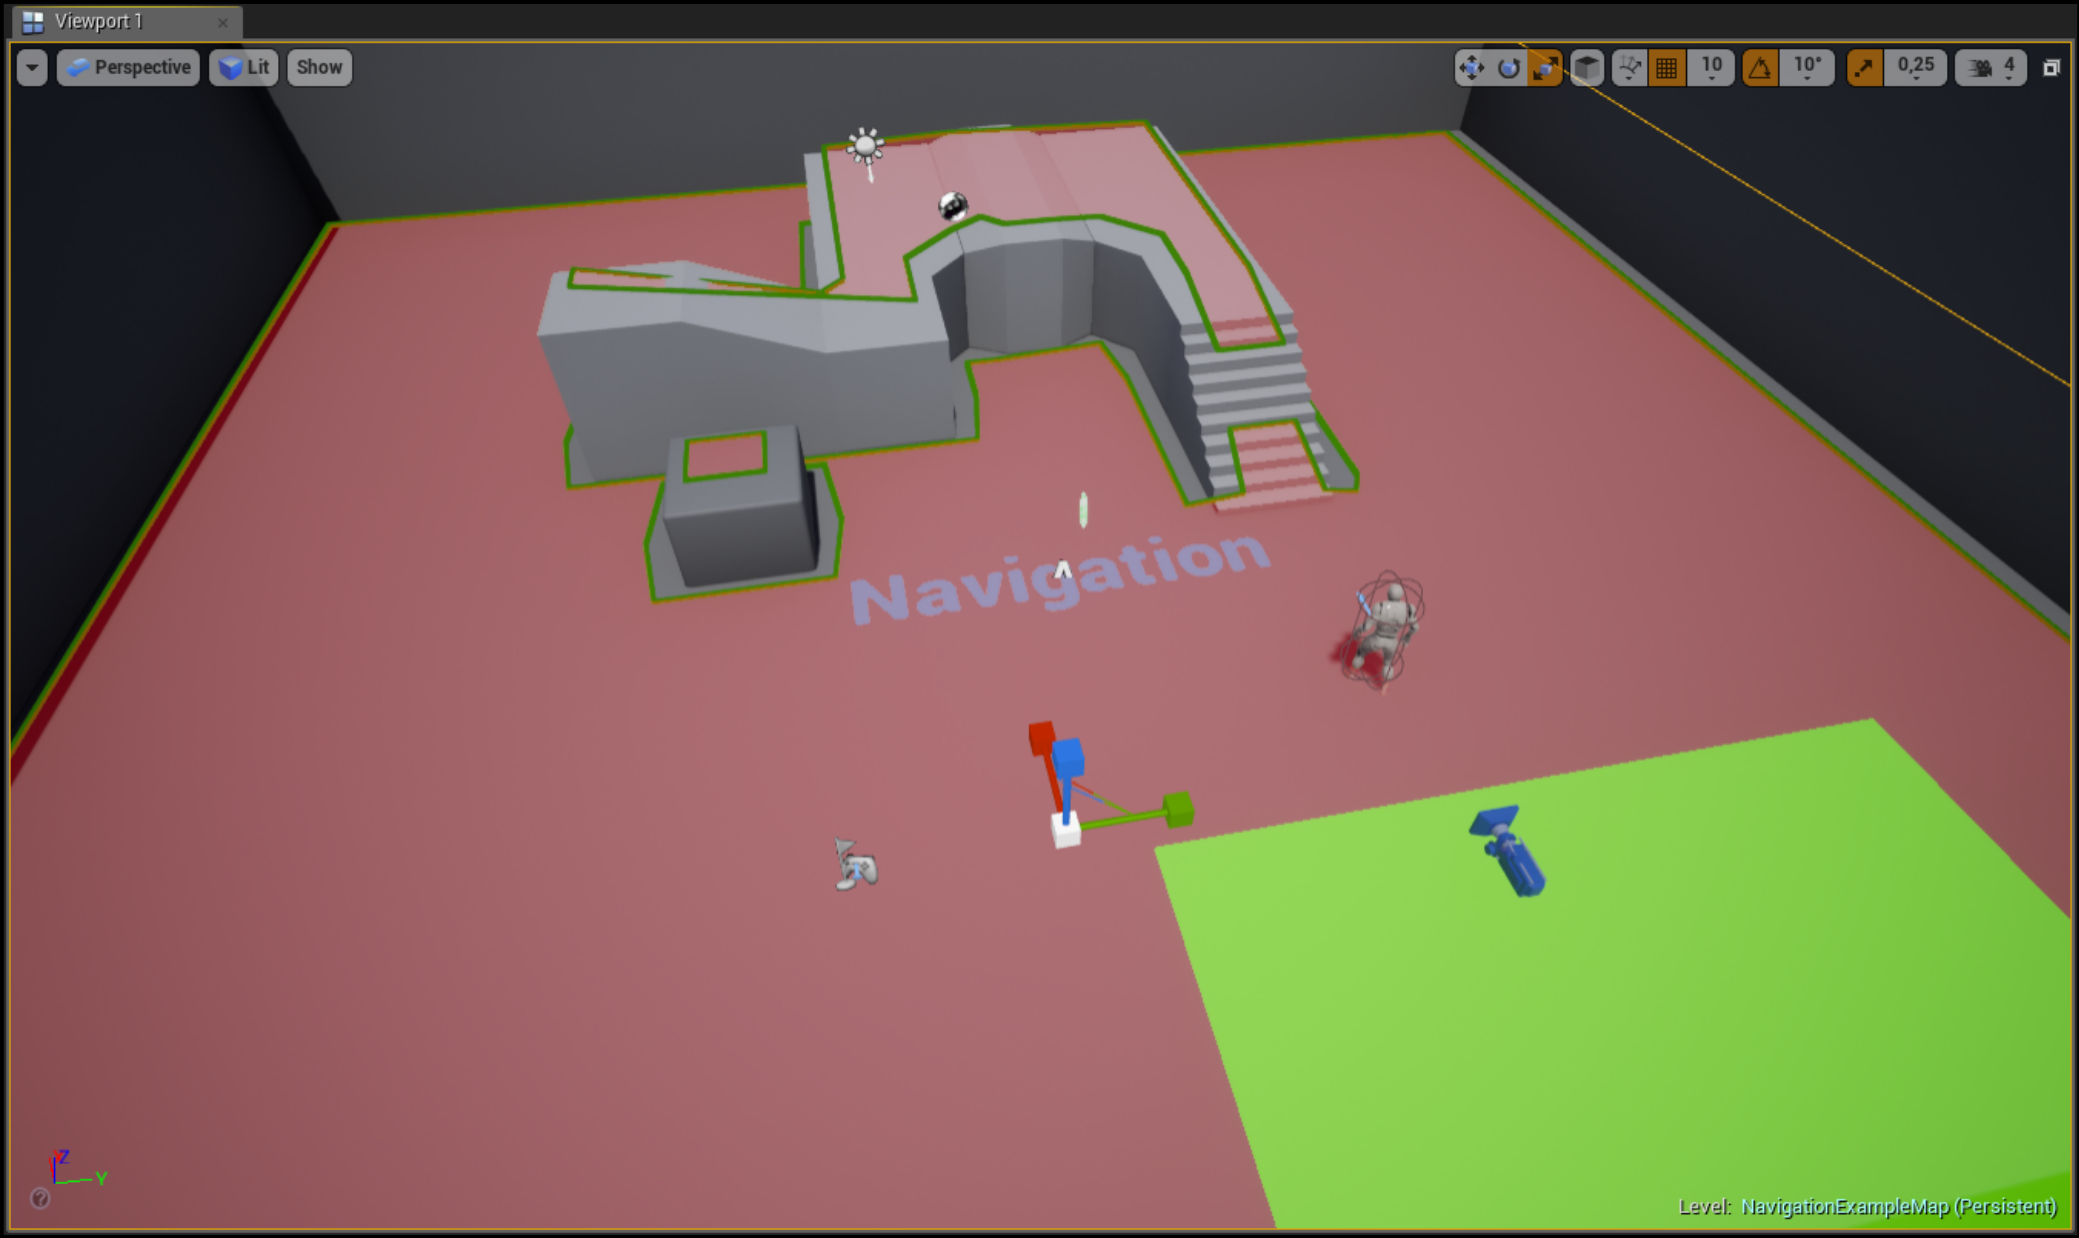 Viewport 1
Perspective Lit Show
10 10° 0,25 4
Navigation
Z
Y
Level: NavigationExampleMap (Persistent)